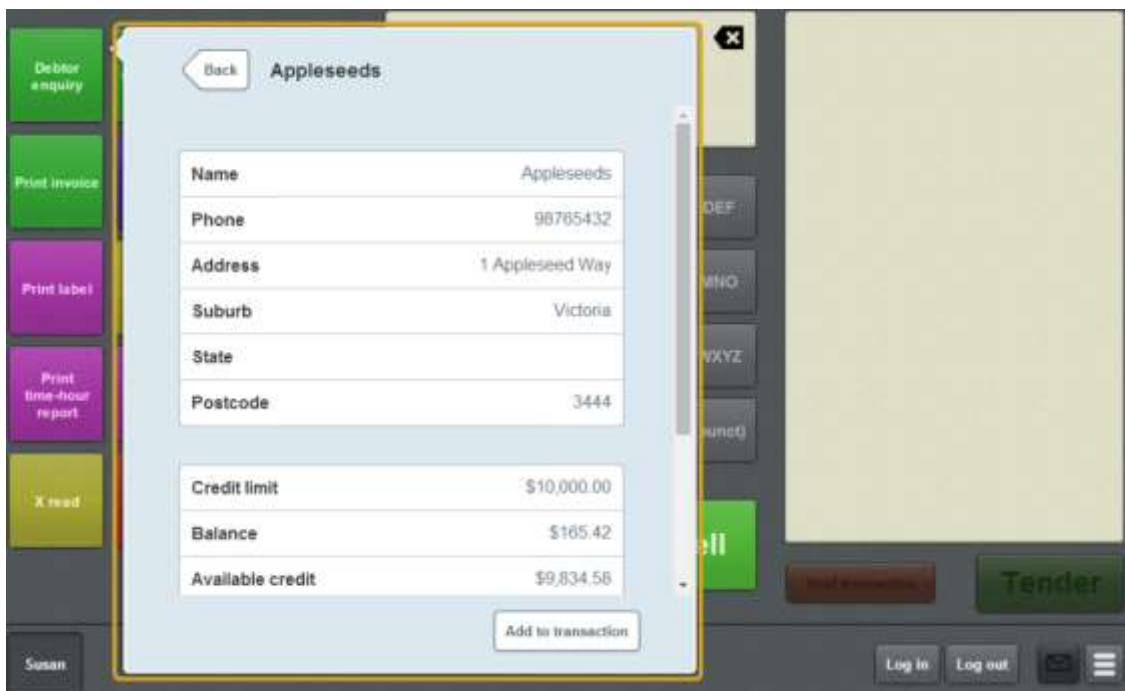 Debtor
enquiry
Print invoice
Print label
Print
time-hour
report
X read
Susan
Back
Appleseeds
Name Appleseeds
Phone 98765432
Address 1 Appleseed Way
Suburb Victoria
State
Postcode 3444
Credit limit $10,000.00
Balance $165.42
Available credit $9,834.58
Add to transaction
DEF
MNO
WXYZ
punct)
ell
Tender
Log in
Log out